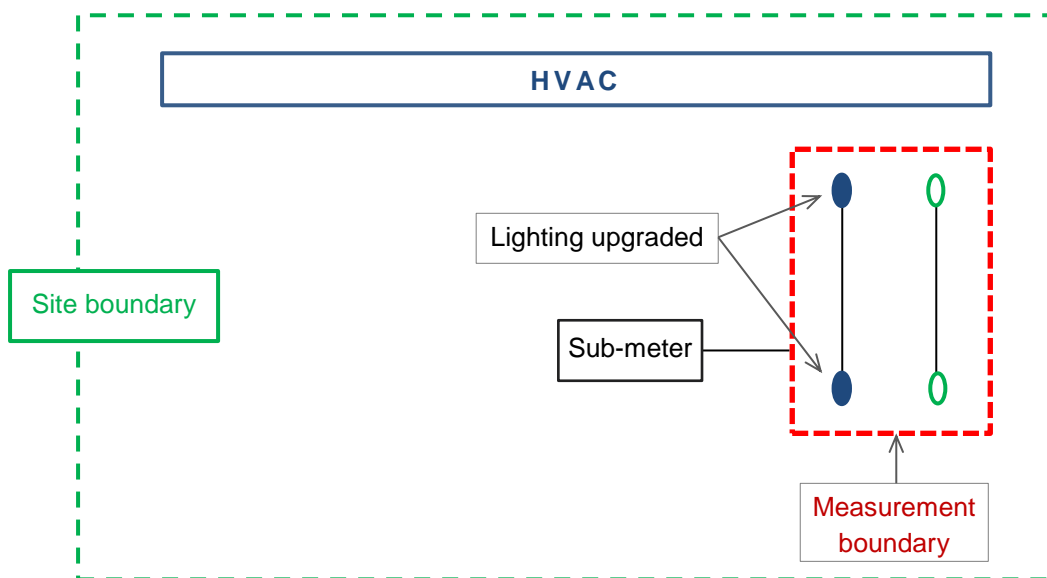 HVAC
Lighting upgraded
Site boundary
Sub-meter
Measurement
boundary